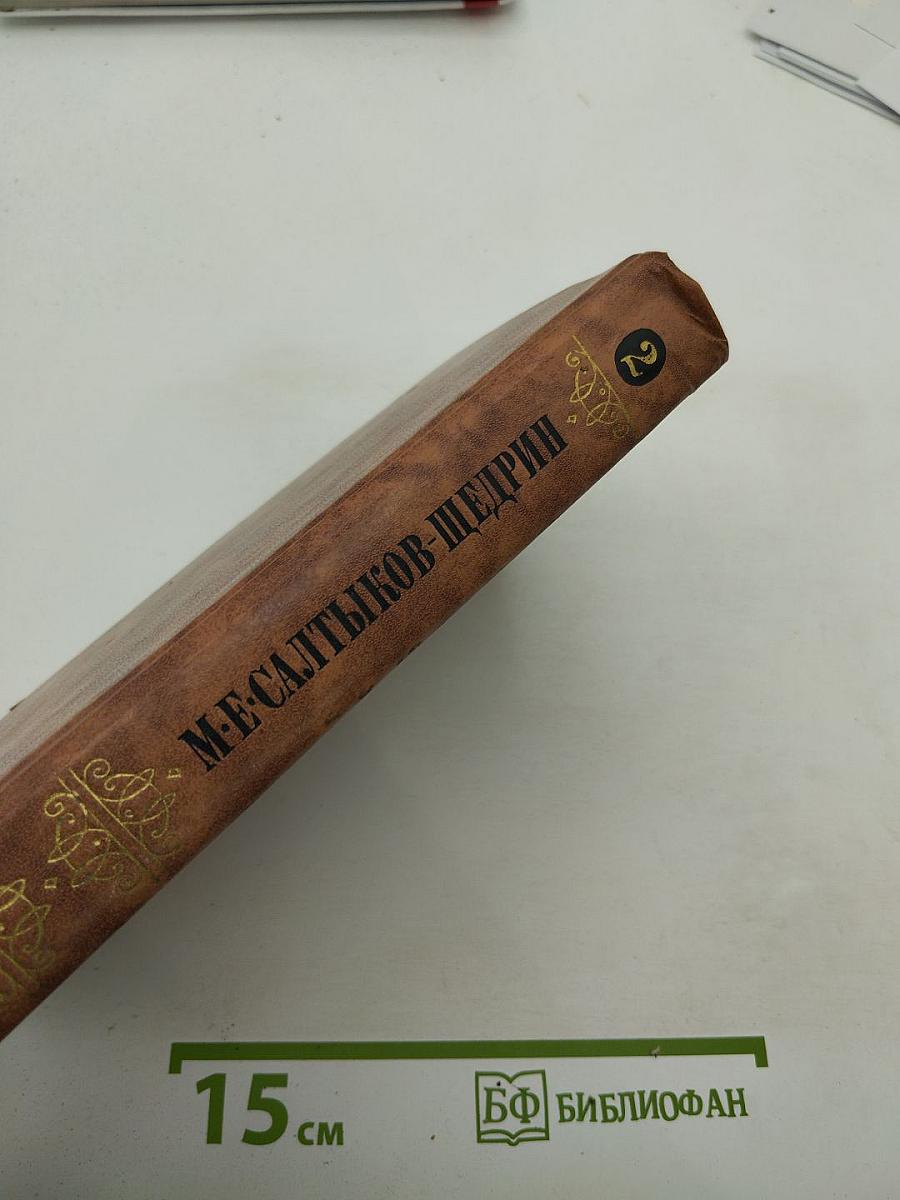 2
М·Е·САЛТЫКОВ-ЩЕДРИН
15 см
БФ БИБЛИОФАН